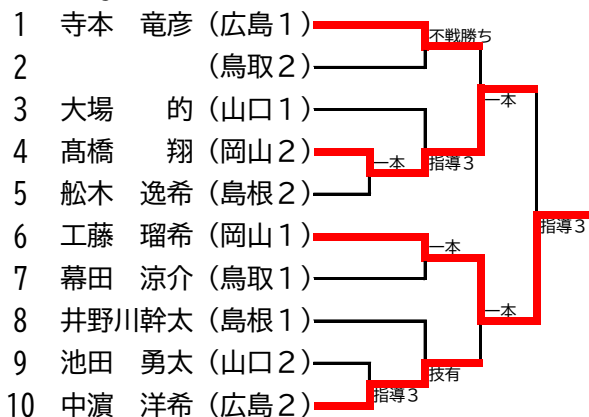 1 寺本 竜彦 (広島1)
不戦勝ち
2 (鳥取2)
一本
3 大場 的 (山口1)
4 髙橋 翔 (岡山2)
一本
指導3
5 舩木 逸希 (島根2)
指導3
6 工藤 瑠希 (岡山1)
一本
7 幕田 涼介 (鳥取1)
一本
8 井野川幹太 (島根1)
9 池田 勇太 (山口2)
技有
指導3
10 中濵 洋希 (広島2)